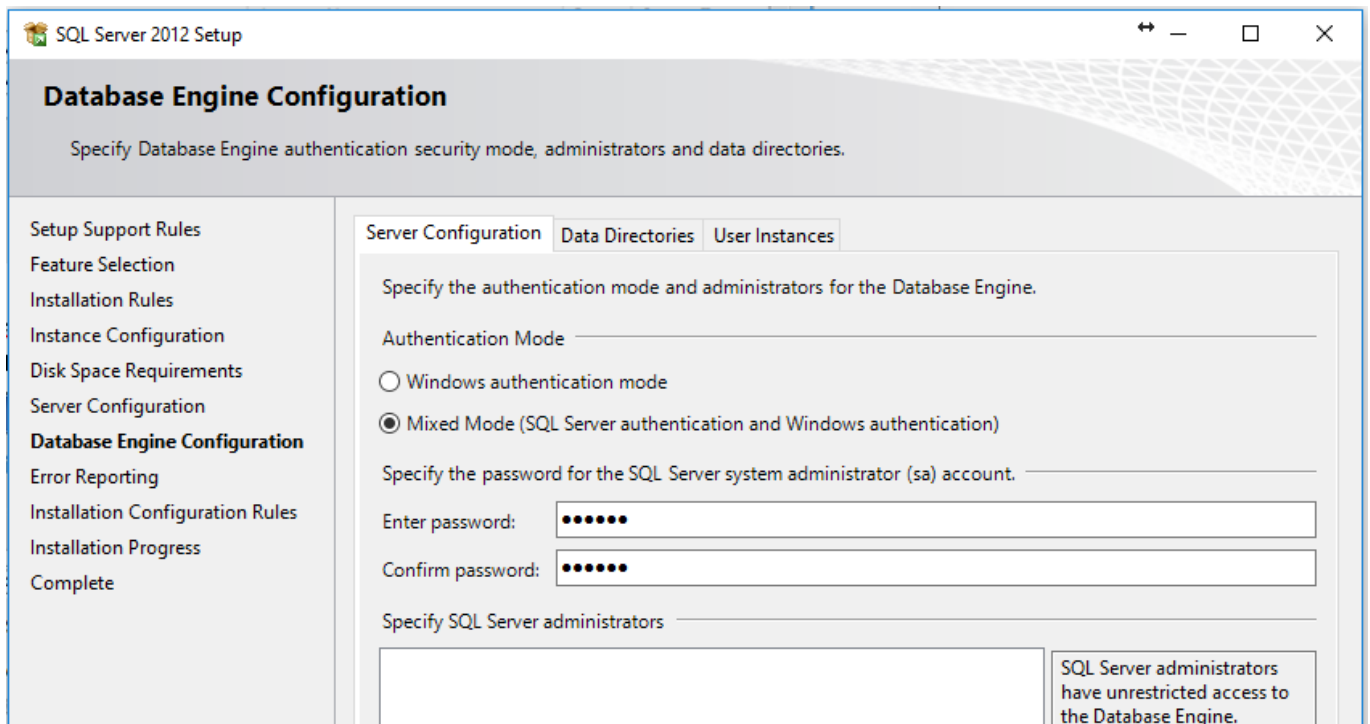 SQL Server 2012 Setup
Database Engine Configuration
Specify Database Engine authentication security mode, administrators and data directories.
Setup Support Rules
Feature Selection
Installation Rules
Instance Configuration
Disk Space Requirements
Server Configuration
Database Engine Configuration
Error Reporting
Installation Configuration Rules
Installation Progress
Complete
Server Configuration Data Directories User Instances
Specify the authentication mode and administrators for the Database Engine.
Authentication Mode
Windows authentication mode
Mixed Mode (SQL Server authentication and Windows authentication)
Specify the password for the SQL Server system administrator (sa) account.
Enter password: ●●●●●●
Confirm password: ●●●●●●
Specify SQL Server administrators
SQL Server administrators
have unrestricted access to
the Database Engine.